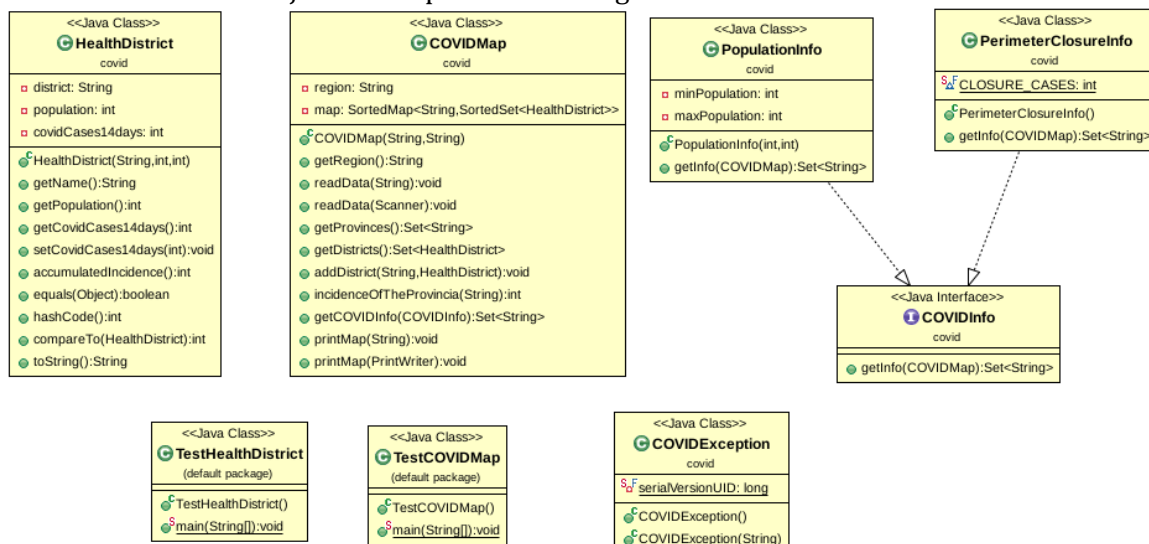 <<Java Class>>
HealthDistrict
covid
district: String
population: int
covidCases14days: int
HealthDistrict(String,int,int)
getName():String
getPopulation():int
getCovidCases14days():int
setCovidCases14days(int):void
accumulatedIncidence():int
equals(Object):boolean
hashCode():int
compareTo(HealthDistrict):int
toString():String
<<Java Class>>
COVIDMap
covid
region: String
map: SortedMap<String,SortedSet<HealthDistrict>>
COVIDMap(String,String)
getRegion():String
readData(String):void
readData(Scanner):void
getProvinces():Set<String>
getDistricts():Set<HealthDistrict>
addDistrict(String,HealthDistrict):void
incidenceOfTheProvincia(String):int
getCOVIDInfo(COVIDInfo):Set<String>
printMap(String):void
printMap(PrintWriter):void
<<Java Class>>
PopulationInfo
covid
minPopulation: int
maxPopulation: int
PopulationInfo(int,int)
getInfo(COVIDMap):Set<String>
<<Java Class>>
PerimeterClosureInfo
covid
CLOSURE_CASES: int
PerimeterClosureInfo()
getInfo(COVIDMap):Set<String>
<<Java Interface>>
COVIDInfo
covid
getInfo(COVIDMap):Set<String>
<<Java Class>>
TestHealthDistrict
(default package)
TestHealthDistrict()
main(String[]):void
<<Java Class>>
TestCOVIDMap
(default package)
TestCOVIDMap()
main(String[]):void
<<Java Class>>
COVIDException
covid
serialVersionUID: long
COVIDException()
COVIDException(String)